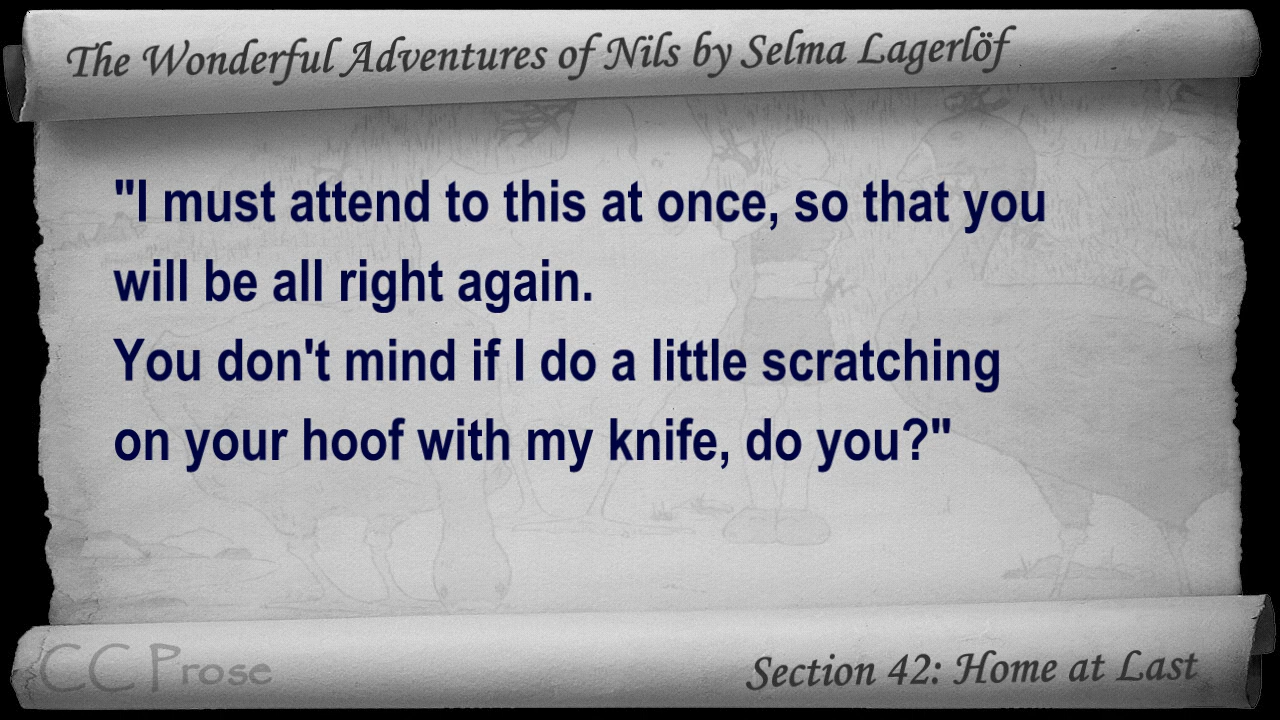 The Wonderful Adventures of Nils by Selma Lagerlöf
"I must attend to this at once, so that you
will be all right again.
You don't mind if I do a little scratching
on your hoof with my knife, do you?"
CC Prose
Section 42: Home at Last